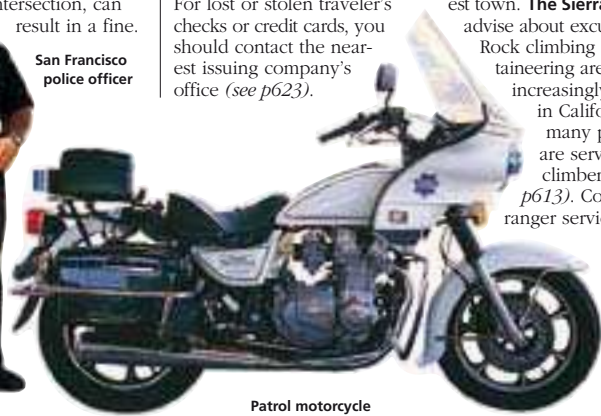 ntersection, can
result in a fine.
San Francisco
police officer
For lost or stolen traveler's
checks or credit cards, you
should contact the near-
est issuing company's
office (see p623).
est town. The Sierra
advise about excu
Rock climbing
taineering are
increasingly
in Califo
many p
are serv
climber
p613). Co
ranger servic
Patrol motorcycle